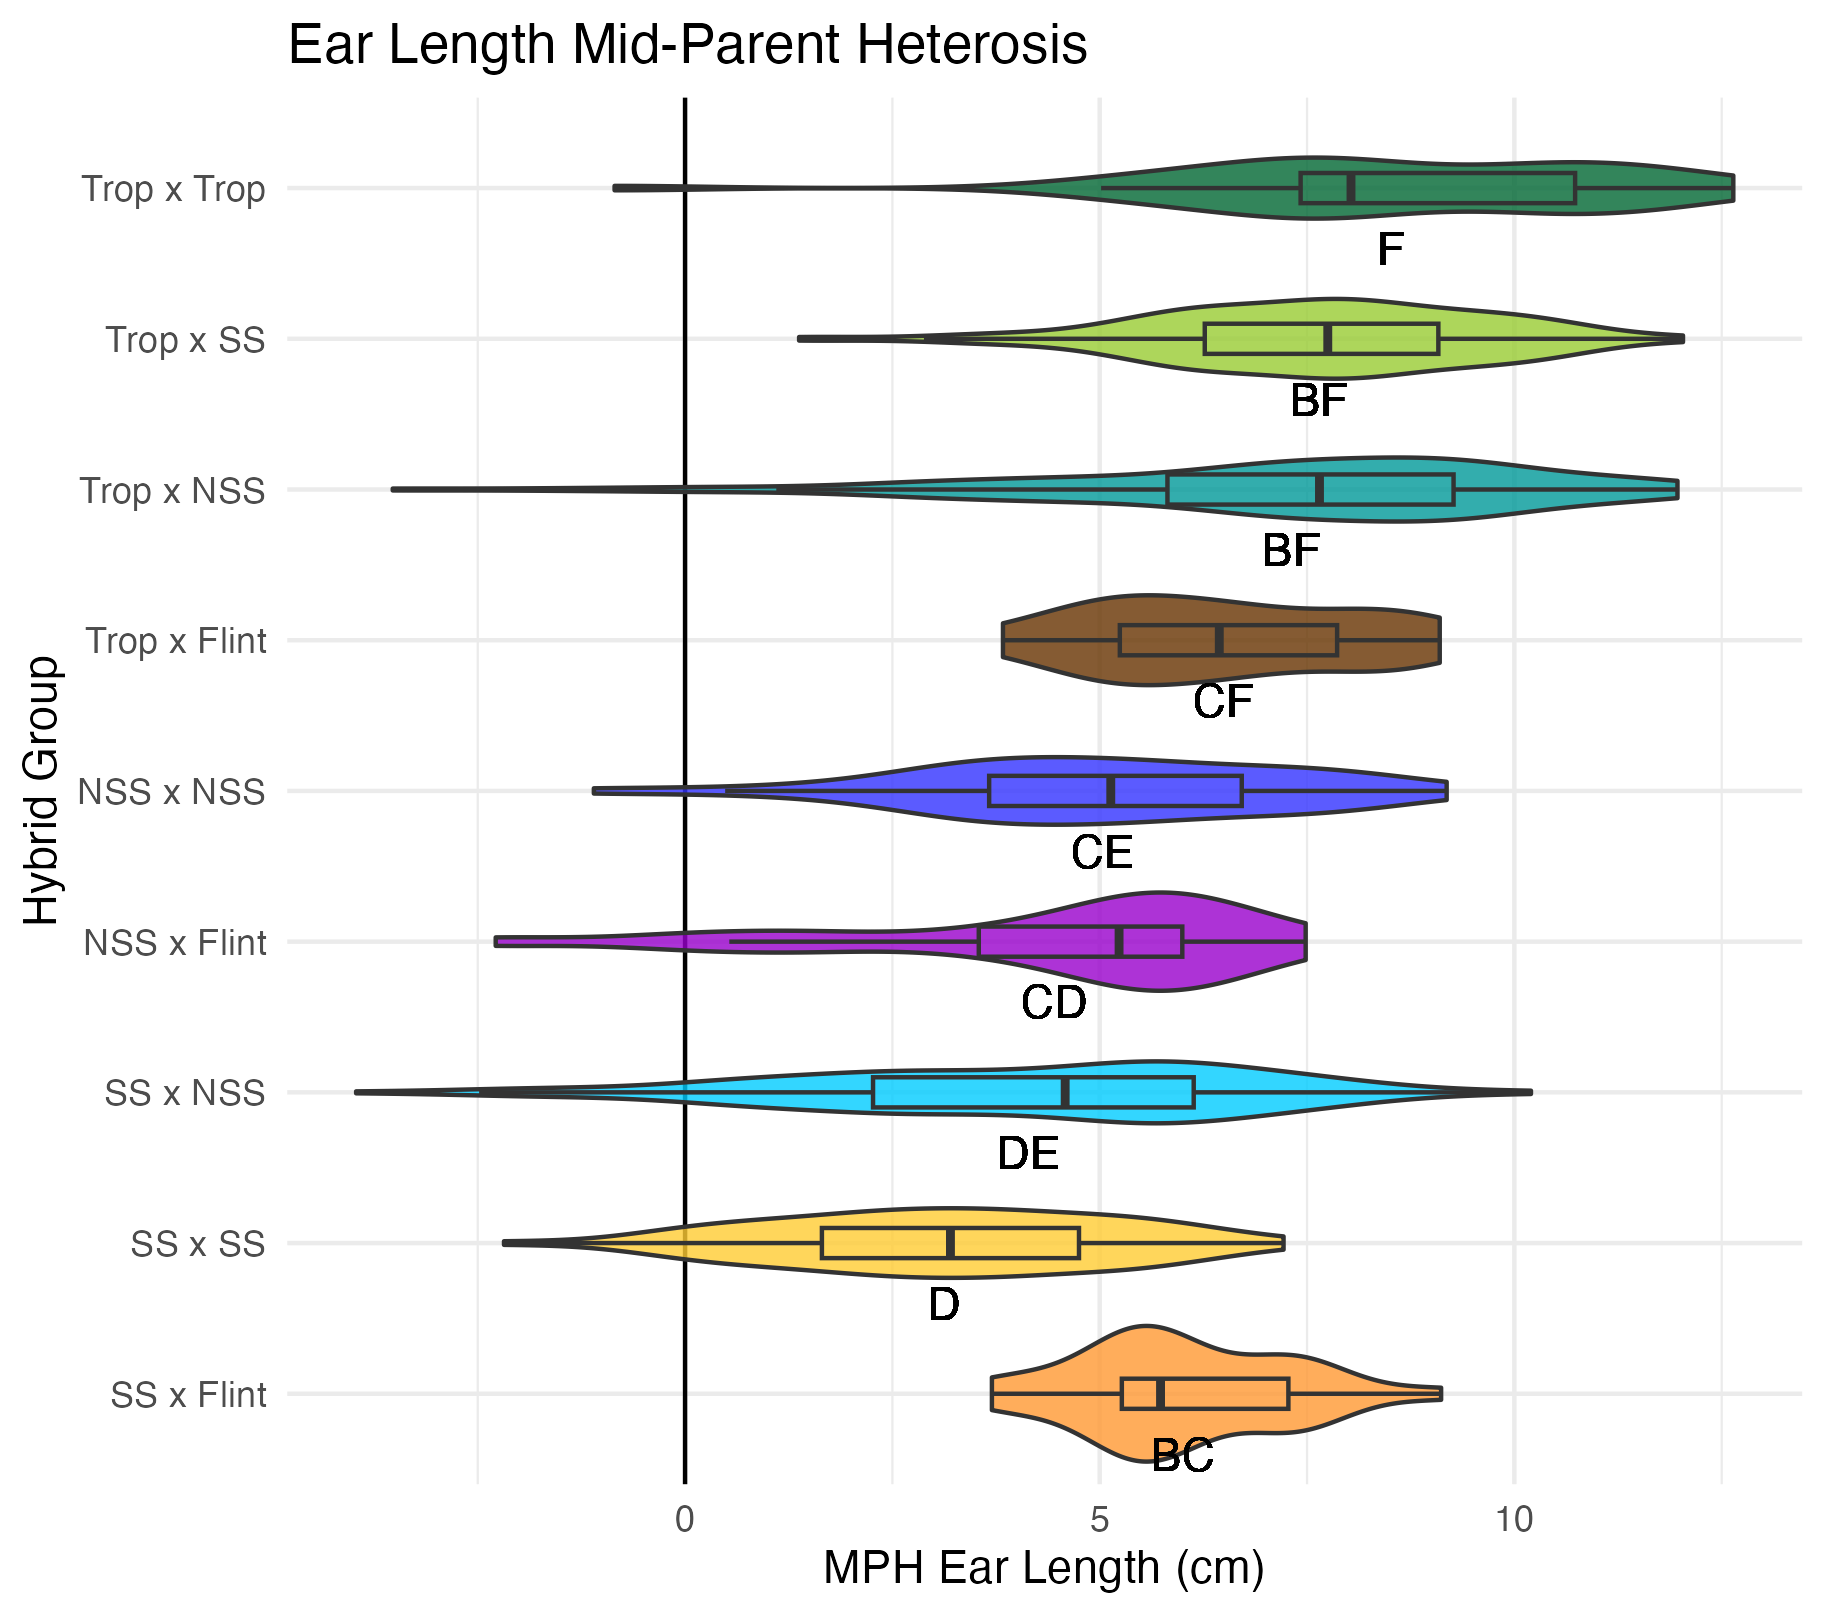 Ear Length Mid-Parent Heterosis
Hybrid Group
Trop x Trop
F
Trop x SS
BF
Trop x NSS
BF
Trop x Flint
CF
NSS x NSS
CE
NSS x Flint
CD
SS x NSS
DE
SS x SS
D
SS x Flint
BC
0 5 10
MPH Ear Length (cm)